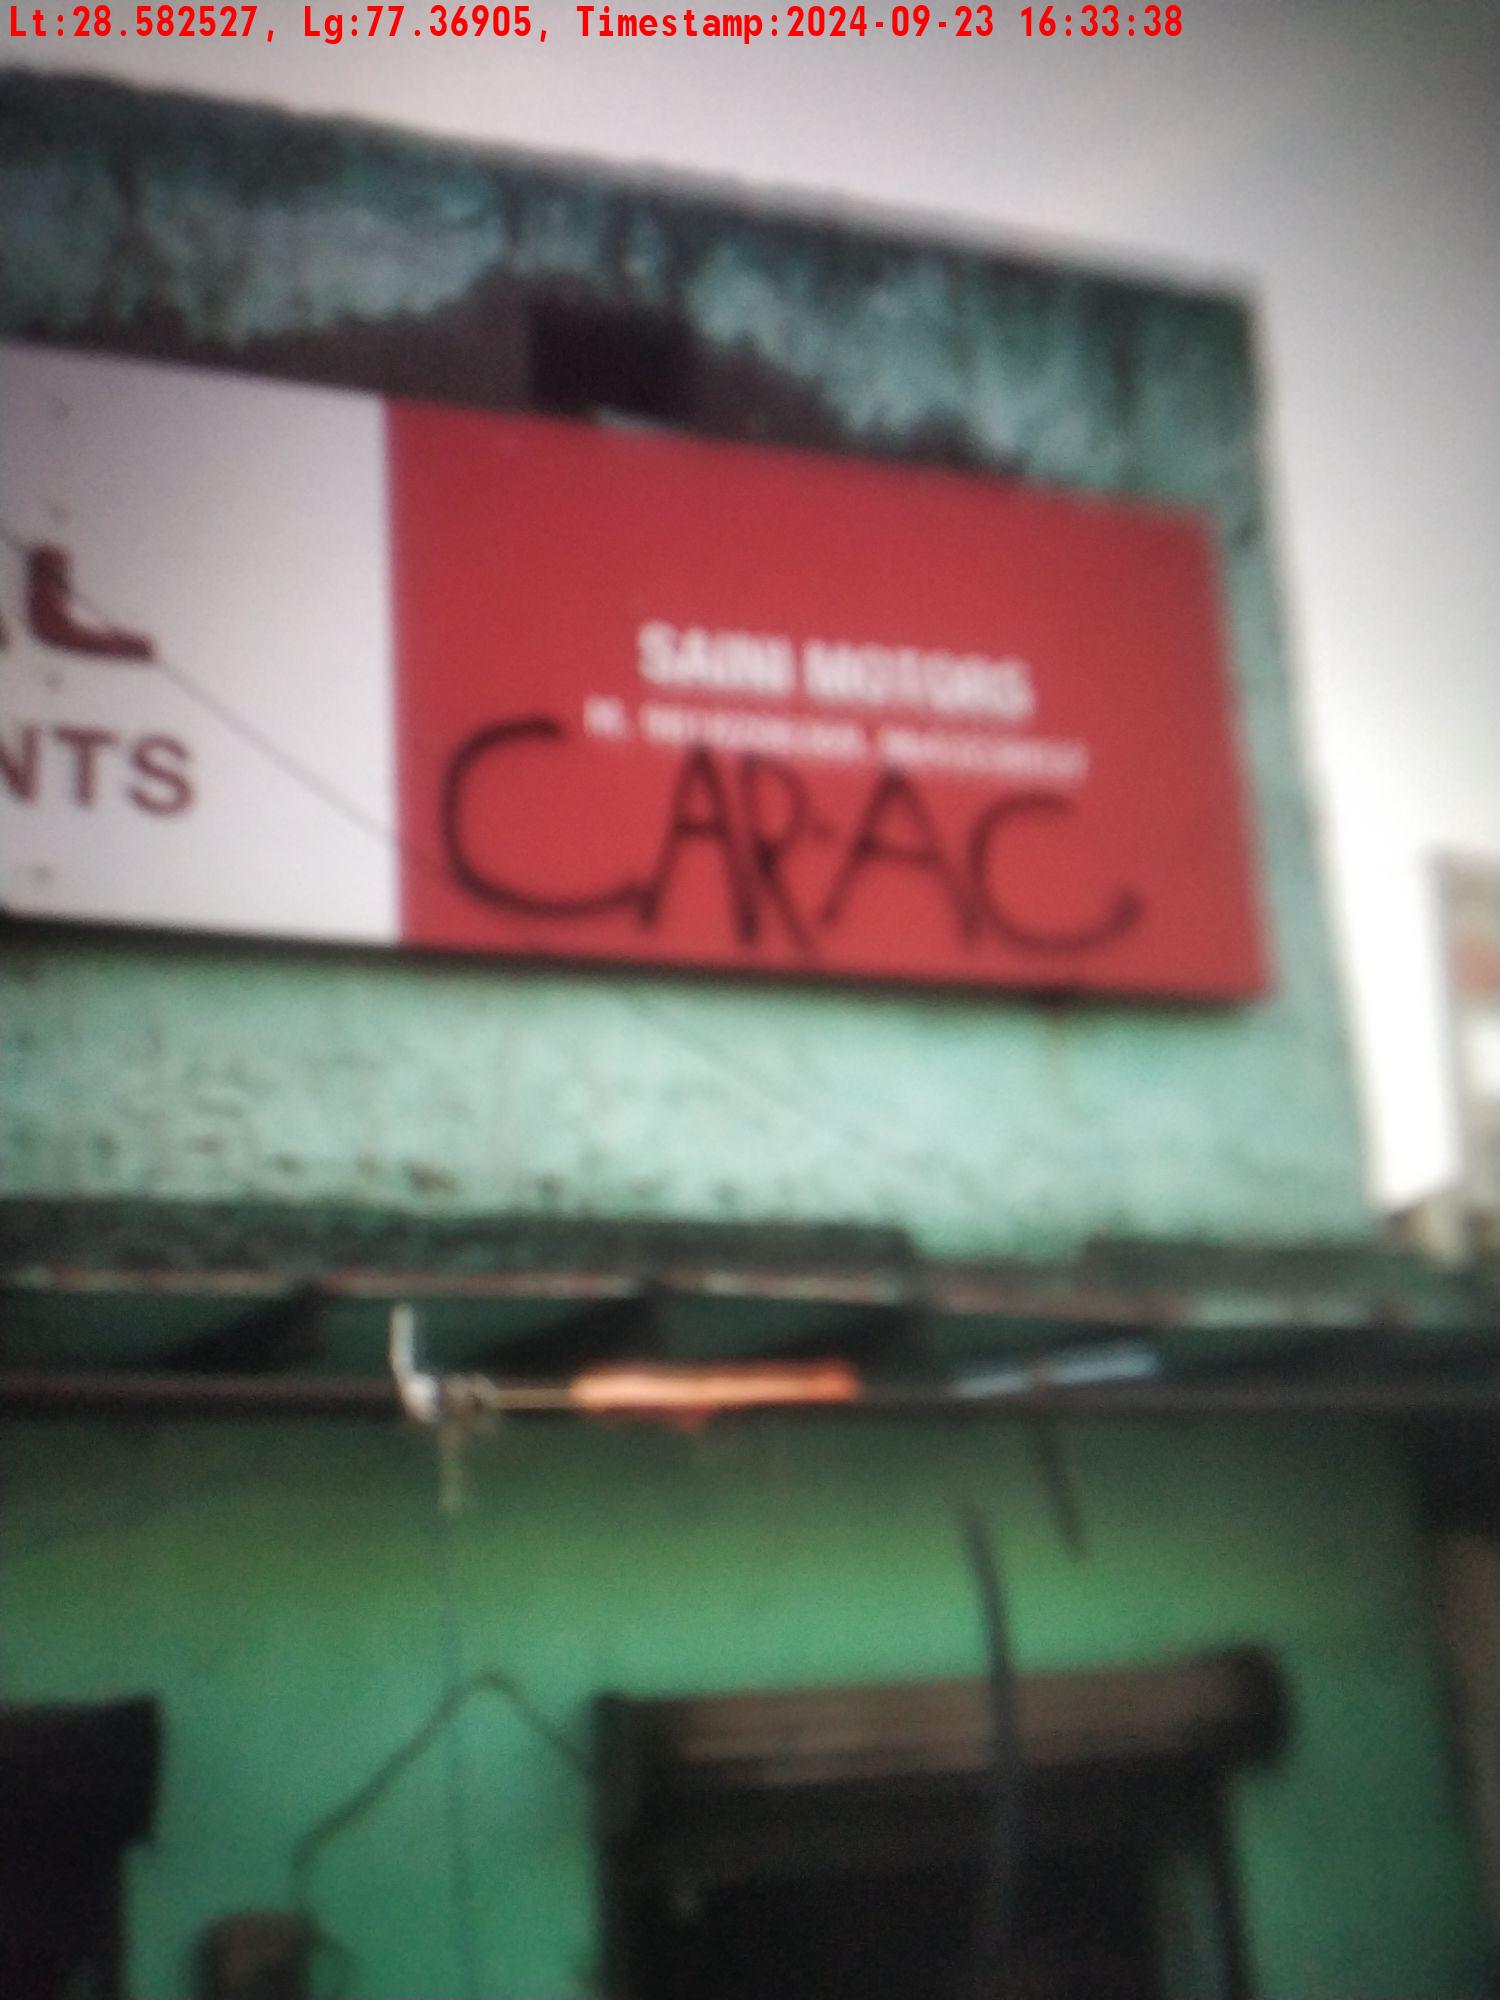 Lt:28.582527, Lg:77.36905, Timestamp:2024-09-23 16:33:38
NTS
SAINI MOTORS
CAR-AC